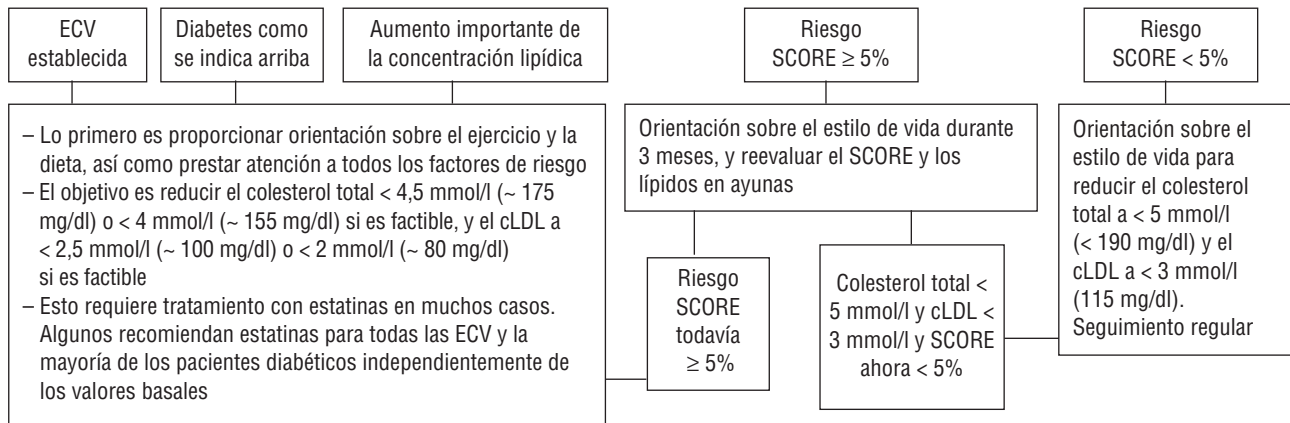 ECV
establecida
Diabetes como
se indica arriba
Aumento importante de
la concentración lipídica
Riesgo
SCORE ≥ 5%
Riesgo
SCORE < 5%
– Lo primero es proporcionar orientación sobre el ejercicio y la
dieta, así como prestar atención a todos los factores de riesgo
– El objetivo es reducir el colesterol total < 4,5 mmol/l (~ 175
mg/dl) o < 4 mmol/l (~ 155 mg/dl) si es factible, y el cLDL a
< 2,5 mmol/l (~ 100 mg/dl) o < 2 mmol/l (~ 80 mg/dl)
si es factible
– Esto requiere tratamiento con estatinas en muchos casos.
Algunos recomiendan estatinas para todas las ECV y la
mayoría de los pacientes diabéticos independientemente de
los valores basales
Orientación sobre el estilo de vida durante
3 meses, y reevaluar el SCORE y los
lípidos en ayunas
Riesgo
SCORE
todavía
≥ 5%
Colesterol total <
5 mmol/l y cLDL <
3 mmol/l y SCORE
ahora < 5%
Orientación sobre el
estilo de vida para
reducir el colesterol
total a < 5 mmol/l
(< 190 mg/dl) y el
cLDL a < 3 mmol/l
(115 mg/dl).
Seguimiento regular